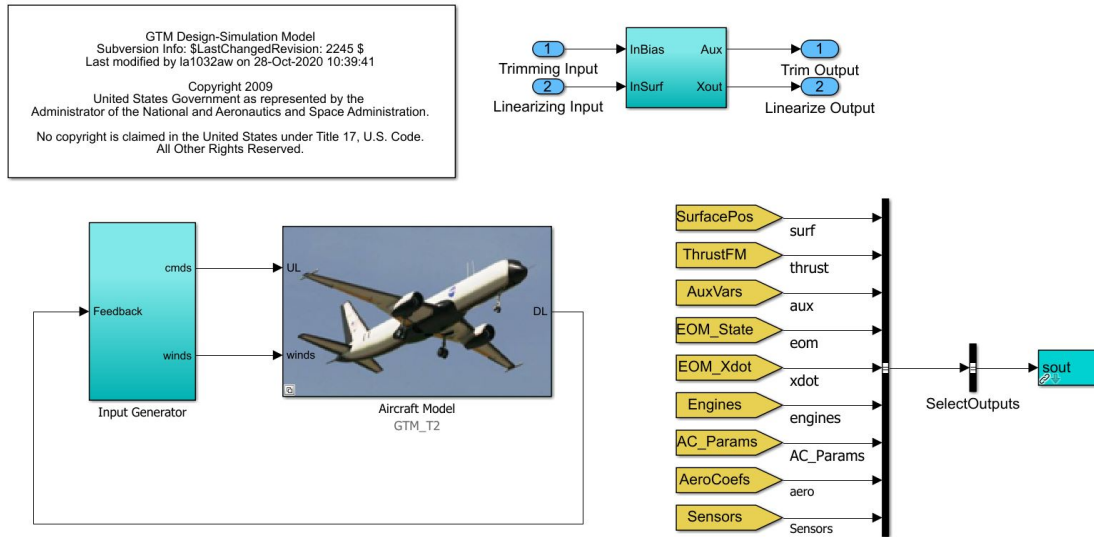 GTM Design-Simulation Model
Subversion Info: $LastChangedRevision: 2245 $
Last modified by la1032aw on 28-Oct-2020 10:39:41
Copyright 2009
United States Government as represented by the
Administrator of the National and Aeronautics and Space Administration.
No copyright is claimed in the United States under Title 17, U.S. Code.
All Other Rights Reserved.
1
Trimming Input
2
Linearizing Input
InBias
Aux
InSurf
Xout
1
Trim Output
2
Linearize Output
Feedback
cmds
winds
Input Generator
UL
winds
DL
Aircraft Model
GTM_T2
SurfacePos
surf
ThrustFM
thrust
AuxVars
aux
EOM_State
eom
EOM_Xdot
xdot
Engines
engines
AC_Params
AC_Params
AeroCoefs
aero
Sensors
Sensors
SelectOutputs
sout